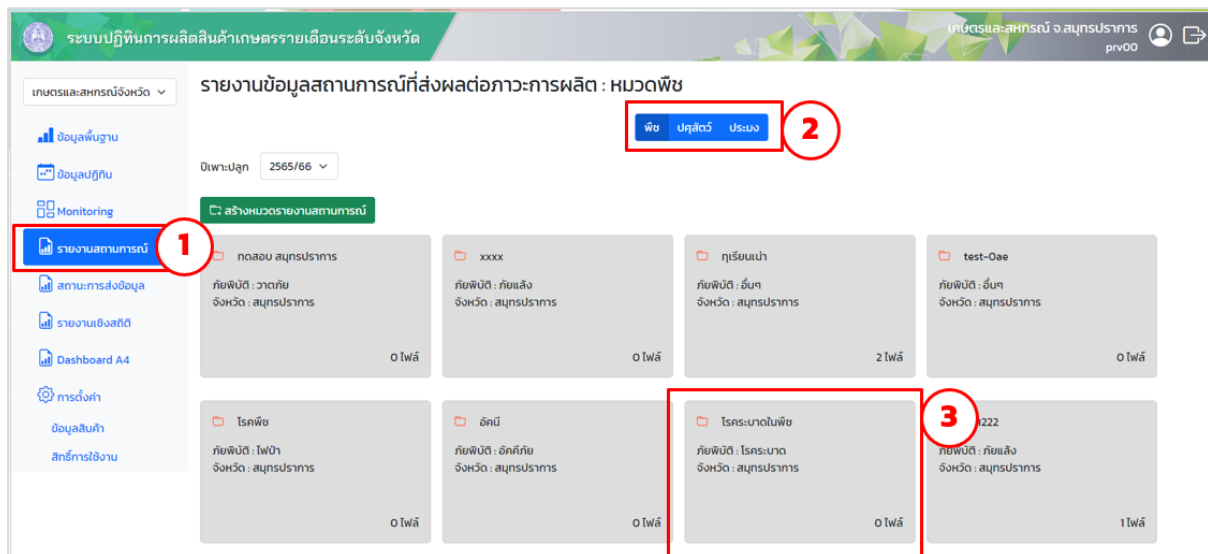 ระบบปฏิทินการผลิตสินค้าเกษตรรายเดือนระดับจังหวัด
เกษตรและสหกรณ์ จ.สมุทรปราการ
prv00
เกษตรและสหกรณ์จังหวัด
รายงานข้อมูลสถานการณ์ที่ส่งผลต่อภาวะการผลิต : หมวดพืช
พืช ปศุสัตว์ ประมง
2
ข้อมูลพื้นฐาน
ปีเพาะปลูก 2565/66
ข้อมูลปฏิทิน
Monitoring
สร้างหมวดรายงานสถานการณ์
รายงานสถานการณ์
1
สถานะการส่งข้อมูล
รายงานเชิงสถิติ
Dashboard A4
การตั้งค่า
ข้อมูลสินค้า
สิทธิ์การใช้งาน
ทดสอบ สมุทรปราการ
ภัยพิบัติ : วาตภัย
จังหวัด : สมุทรปราการ
0 ไฟล์
xxxx
ภัยพิบัติ : ภัยแล้ง
จังหวัด : สมุทรปราการ
0 ไฟล์
ทุเรียนเน่า
ภัยพิบัติ : อื่นๆ
จังหวัด : สมุทรปราการ
2 ไฟล์
test-Oae
ภัยพิบัติ : อื่นๆ
จังหวัด : สมุทรปราการ
0 ไฟล์
โรคพืช
ภัยพิบัติ : ไฟป่า
จังหวัด : สมุทรปราการ
0 ไฟล์
อัคนี
ภัยพิบัติ : อัคคีภัย
จังหวัด : สมุทรปราการ
0 ไฟล์
โรคระบาดในพืช
ภัยพิบัติ : โรคระบาด
จังหวัด : สมุทรปราการ
0 ไฟล์
3
ภัยพิบัติ : ภัยแล้ง
จังหวัด : สมุทรปราการ
1 ไฟล์